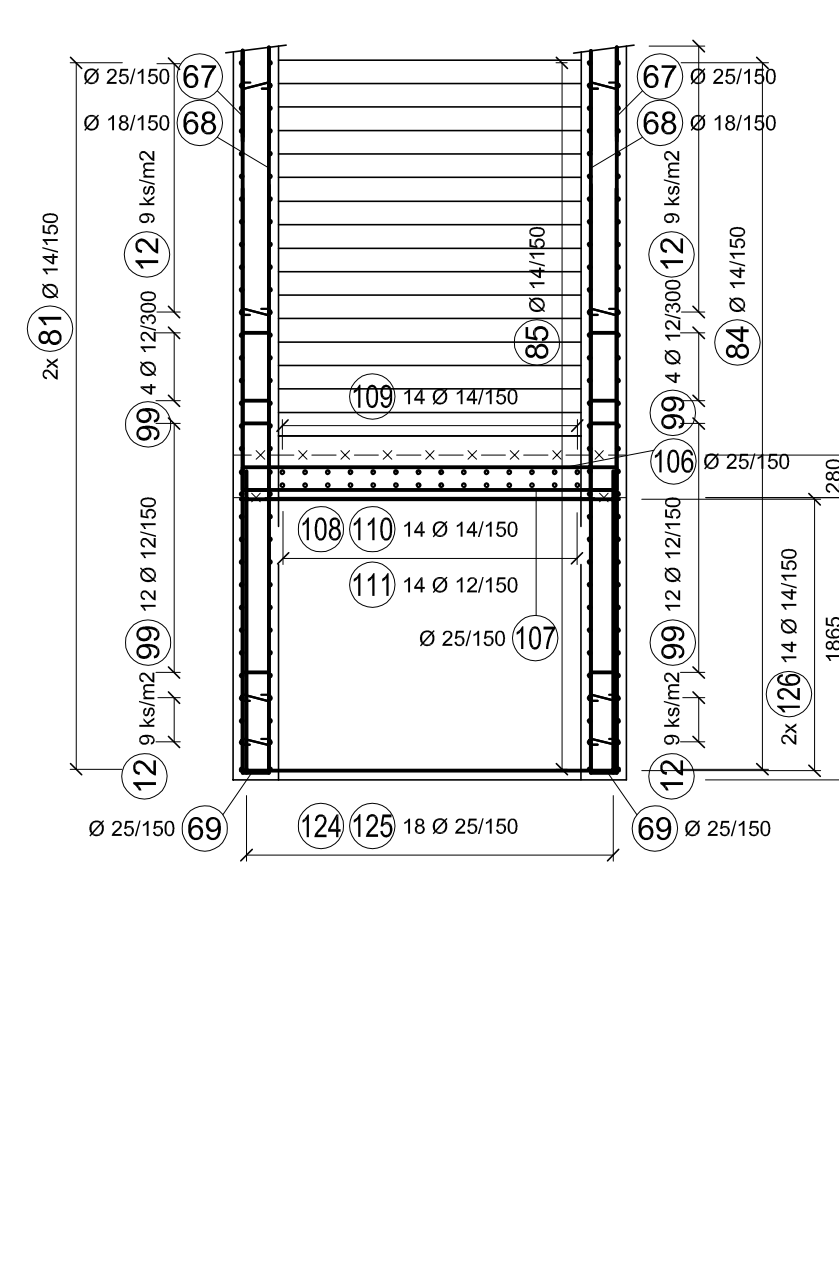 Ø 25/150 67
67 Ø 25/150
Ø 18/150 68
68 Ø 18/150
2x 81 Ø 14/150
12 9 ks/m2
4 Ø 12/300
99
85 Ø 14/150
12 9 ks/m2
4 Ø 12/300
99
84 Ø 14/150
109 14 Ø 14/150
106 Ø 25/150
280
108 110 14 Ø 14/150
111 14 Ø 12/150
Ø 25/150 107
99 12 Ø 12/150
12 9 ks/m2
99 12 Ø 12/150
12 9 ks/m2
2x 126 14 Ø 14/150
1865
Ø 25/150 69
124 125 18 Ø 25/150
69 Ø 25/150